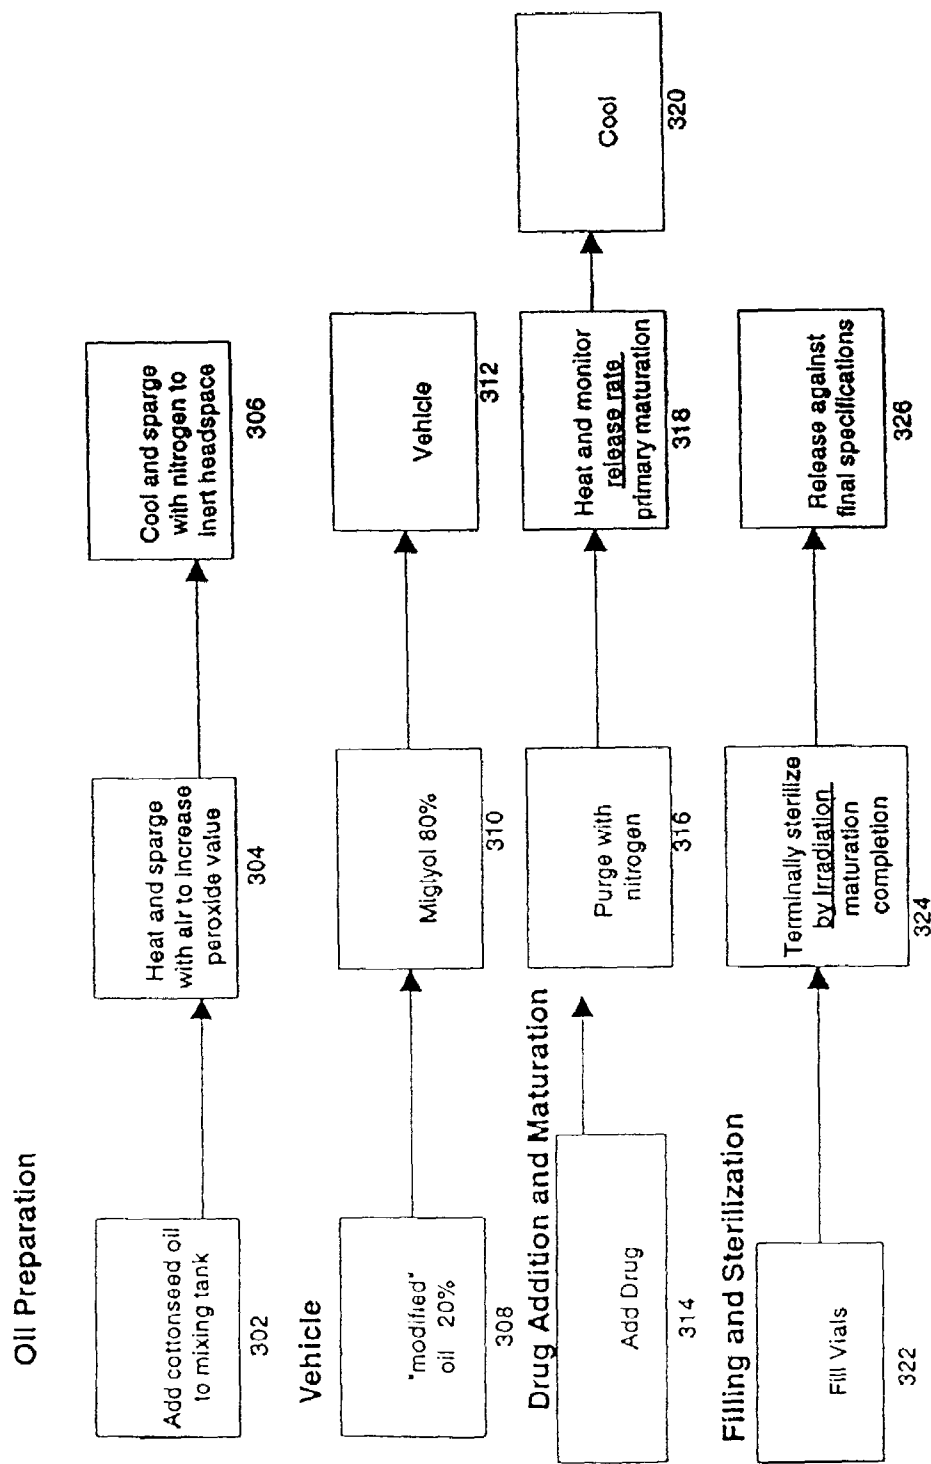 Oil Preparation
Add cottonseed oil
to mixing tank
302
Heat and sparge
with air to increase
peroxide value
304
Cool and sparge
with nitrogen to
inert headspace
306
Vehicle
"modified"
oil 20%
308
Miglyol 80%
310
Vehicle
312
Drug Addition and Maturation
Add Drug
314
Purge with
nitrogen
316
Heat and monitor
release rate
primary maturation
318
Cool
320
Filling and Sterilization
Fill Vials
322
Terminally sterilize
by Irradiation
maturation
completion
324
Release against
final specifications
326